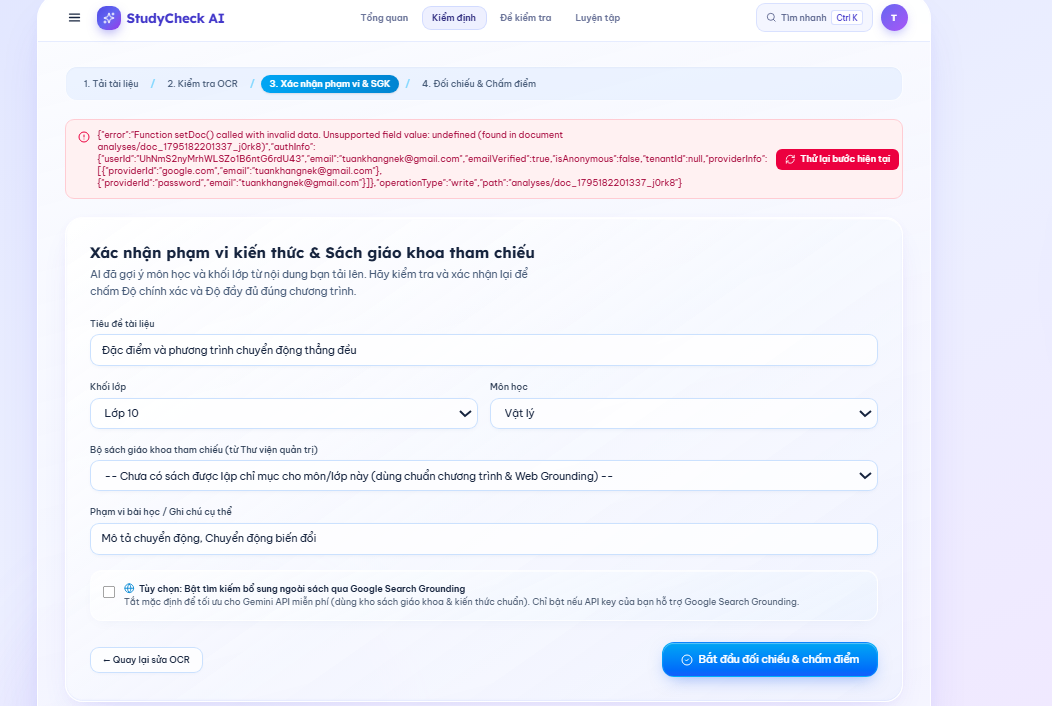 StudyCheck AI
Tổng quan
Kiểm định
Đề kiểm tra
Luyện tập
Tìm nhanh
Ctrl K
T
1. Tải tài liệu / 2. Kiểm tra OCR / 3. Xác nhận phạm vi & SGK / 4. Đối chiếu & Chấm điểm
{"error":"Function setDoc() called with invalid data. Unsupported field value: undefined (found in document
analyses/doc_1795182201337_j0rk8)","authInfo":
{"userId":"UhNmS2nyMrhWLSZo1B6ntG6rdU43","email":"tuankhangnek@gmail.com","emailVerified":true,"isAnonymous":false,"tenantId":null,"providerInfo":
[{"providerId":"google.com","email":"tuankhangnek@gmail.com"},
{"providerId":"password","email":"tuankhangnek@gmail.com"}]},"operationType":"write","path":"analyses/doc_1795182201337_j0rk8"}
Thử lại bước hiện tại
Xác nhận phạm vi kiến thức & Sách giáo khoa tham chiếu
AI đã gợi ý môn học và khối lớp từ nội dung bạn tải lên. Hãy kiểm tra và xác nhận lại để
chấm Độ chính xác và Độ đầy đủ đúng chương trình.
Tiêu đề tài liệu
Đặc điểm và phương trình chuyển động thẳng đều
Khối lớp
Môn học
Lớp 10
Vật lý
Bộ sách giáo khoa tham chiếu (từ Thư viện quản trị)
-- Chưa có sách được lập chỉ mục cho môn/lớp này (dùng chuẩn chương trình & Web Grounding) --
Phạm vi bài học / Ghi chú cụ thể
Mô tả chuyển động, Chuyển động biến đổi
Tùy chọn: Bật tìm kiếm bổ sung ngoài sách qua Google Search Grounding
Tắt mặc định để tối ưu cho Gemini API miễn phí (dùng kho sách giáo khoa & kiến thức chuẩn). Chỉ bật nếu API key của bạn hỗ trợ Google Search Grounding.
← Quay lại sửa OCR
Bắt đầu đối chiếu & chấm điểm